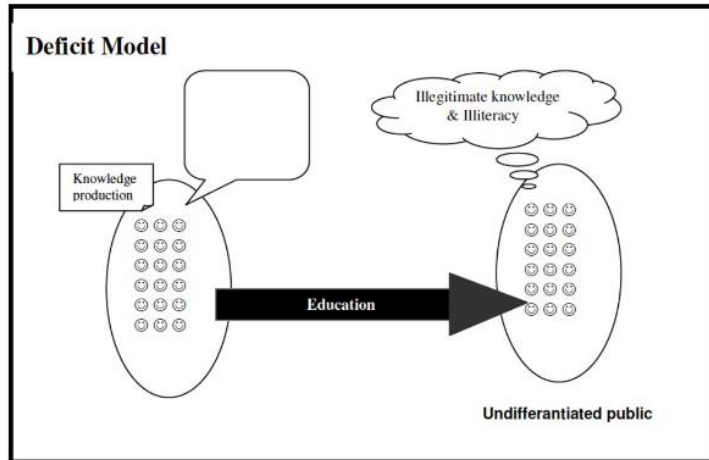 Deficit Model
Illegitimate knowledge
& Illiteracy
Knowledge
production
Education
Undifferantiated public